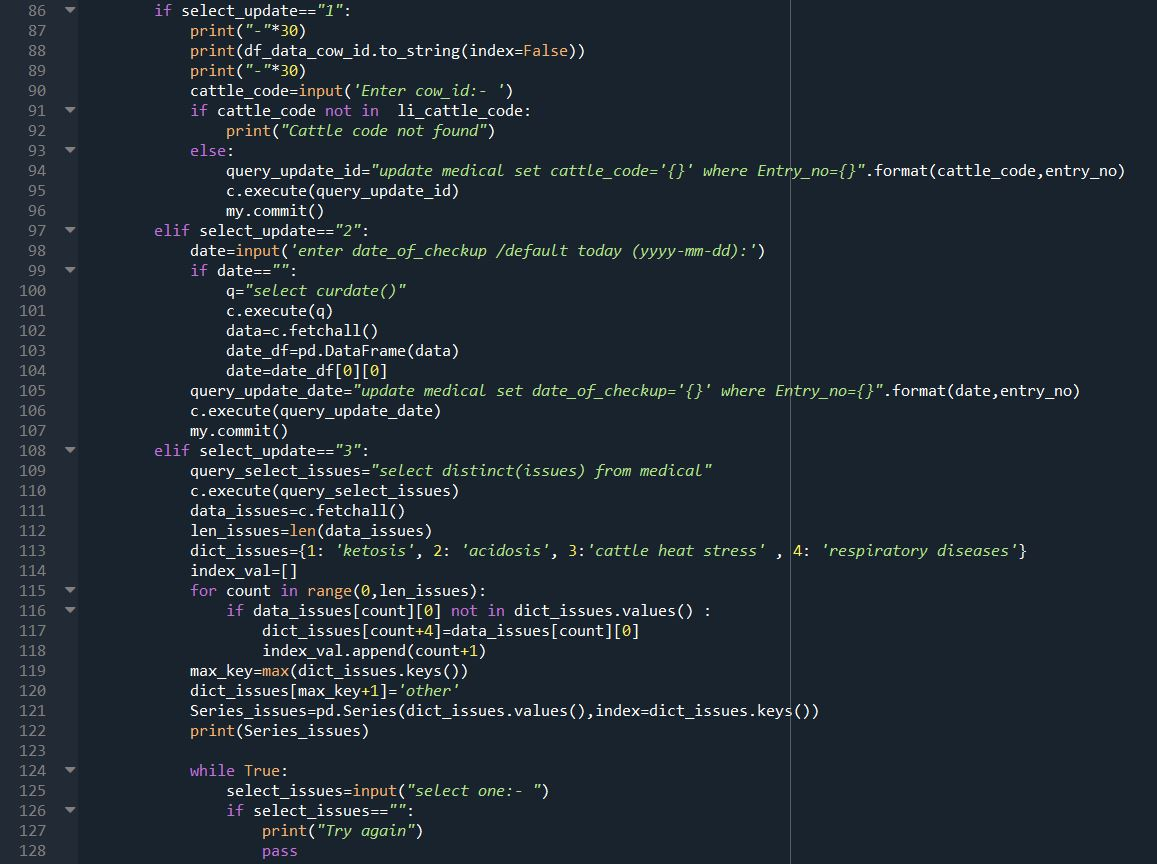 86 if select_update=="1":
87 print("-"*30)
88 print(df_data_cow_id.to_string(index=False))
89 print("-"*30)
90 cattle_code=input('Enter cow_id:- ')
91 if cattle_code not in  li_cattle_code:
92 print("Cattle code not found")
93 else:
94 query_update_id="update medical set cattle_code='{}' where Entry_no={}".format(cattle_code,entry_no)
95 c.execute(query_update_id)
96 my.commit()
97 elif select_update=="2":
98 date=input('enter date_of_checkup /default today (yyyy-mm-dd):')
99 if date=="":
100 q="select curdate()"
101 c.execute(q)
102 data=c.fetchall()
103 date_df=pd.DataFrame(data)
104 date=date_df[0][0]
105 query_update_date="update medical set date_of_checkup='{}' where Entry_no={}".format(date,entry_no)
106 c.execute(query_update_date)
107 my.commit()
108 elif select_update=="3":
109 query_select_issues="select distinct(issues) from medical"
110 c.execute(query_select_issues)
111 data_issues=c.fetchall()
112 len_issues=len(data_issues)
113 dict_issues={1: 'ketosis', 2: 'acidosis', 3:'cattle heat stress' , 4: 'respiratory diseases'}
114 index_val=[]
115 for count in range(0,len_issues):
116 if data_issues[count][0] not in dict_issues.values() :
117 dict_issues[count+4]=data_issues[count][0]
118 index_val.append(count+1)
119 max_key=max(dict_issues.keys())
120 dict_issues[max_key+1]='other'
121 Series_issues=pd.Series(dict_issues.values(),index=dict_issues.keys())
122 print(Series_issues)
123
124 while True:
125 select_issues=input("select one:- ")
126 if select_issues=="":
127 print("Try again")
128 pass